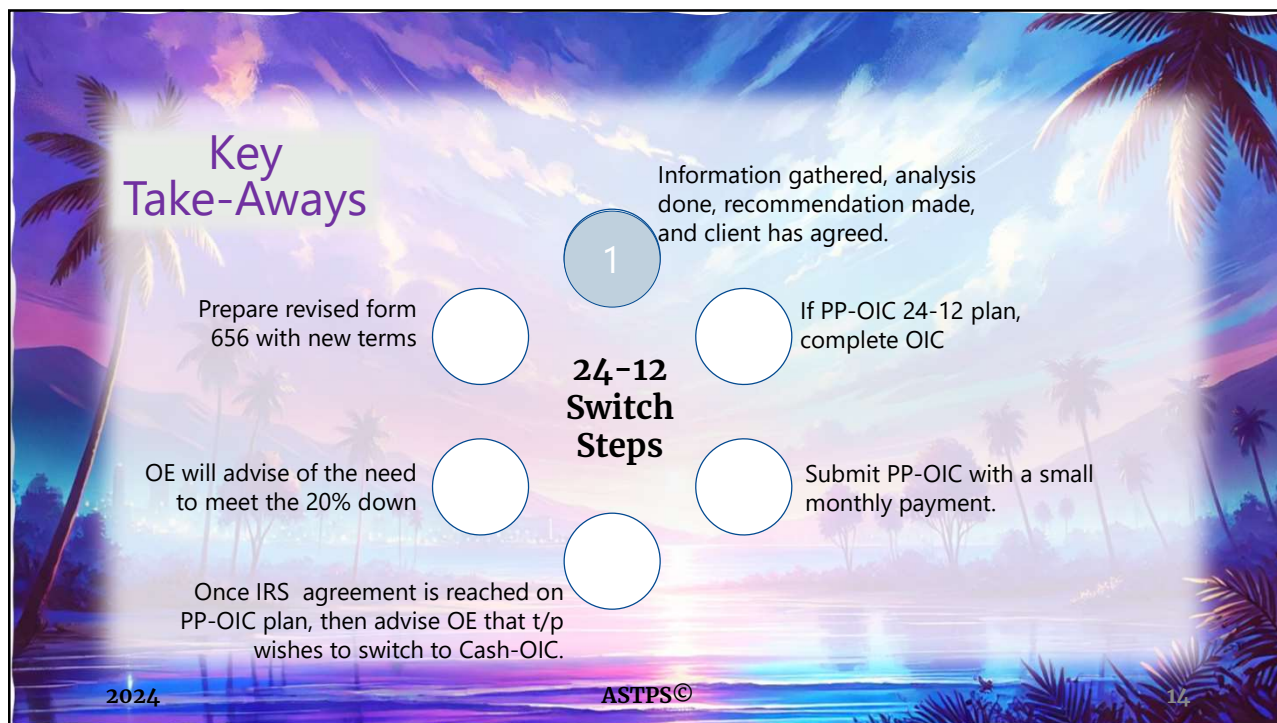 Key
Take-Aways
1
Information gathered, analysis
done, recommendation made,
and client has agreed.
If PP-OIC 24-12 plan,
complete OIC
Submit PP-OIC with a small
monthly payment.
Once IRS  agreement is reached on
PP-OIC plan, then advise OE that t/p
wishes to switch to Cash-OIC.
OE will advise of the need
to meet the 20% down
Prepare revised form
656 with new terms
24-12
Switch
Steps
2024
ASTPS©
14